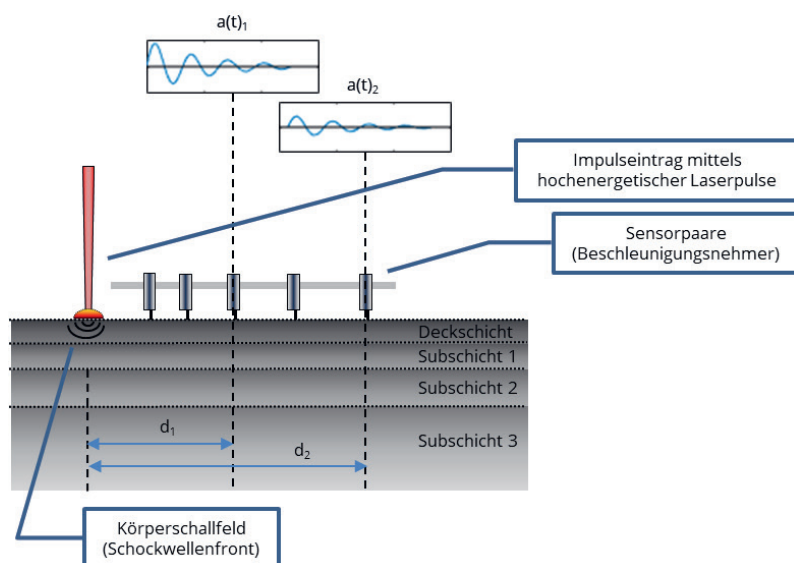 a(t)₁
a(t)₂
Impulseintrag mittels
hochenergetischer Laserpulse
Sensorpaare
(Beschleunigungsnehmer)
Deckschicht
Subschicht 1
Subschicht 2
d₁
Subschicht 3
d₂
Körperschallfeld
(Schockwellenfront)